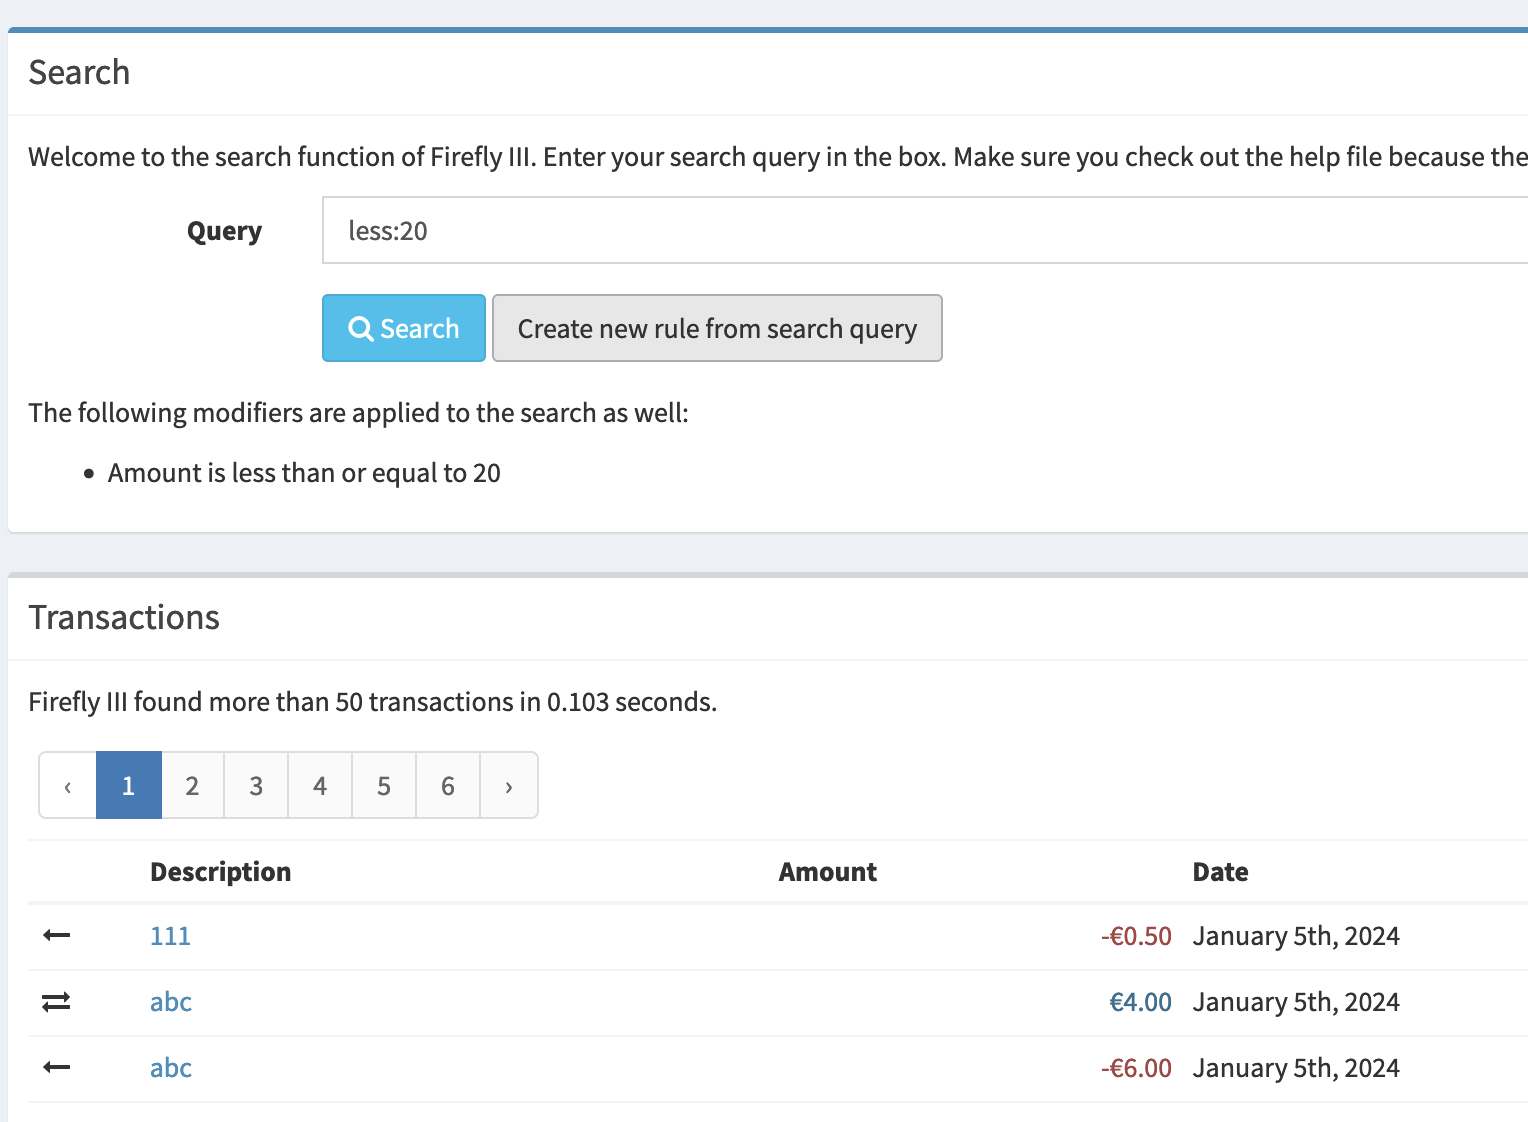 Search
Welcome to the search function of Firefly III. Enter your search query in the box. Make sure you check out the help file because the
Query
less:20
Search
Create new rule from search query
The following modifiers are applied to the search as well:
• Amount is less than or equal to 20
Transactions
Firefly III found more than 50 transactions in 0.103 seconds.
‹ 1 2 3 4 5 6 ›
Description Amount Date
111 -€0.50 January 5th, 2024
abc €4.00 January 5th, 2024
abc -€6.00 January 5th, 2024